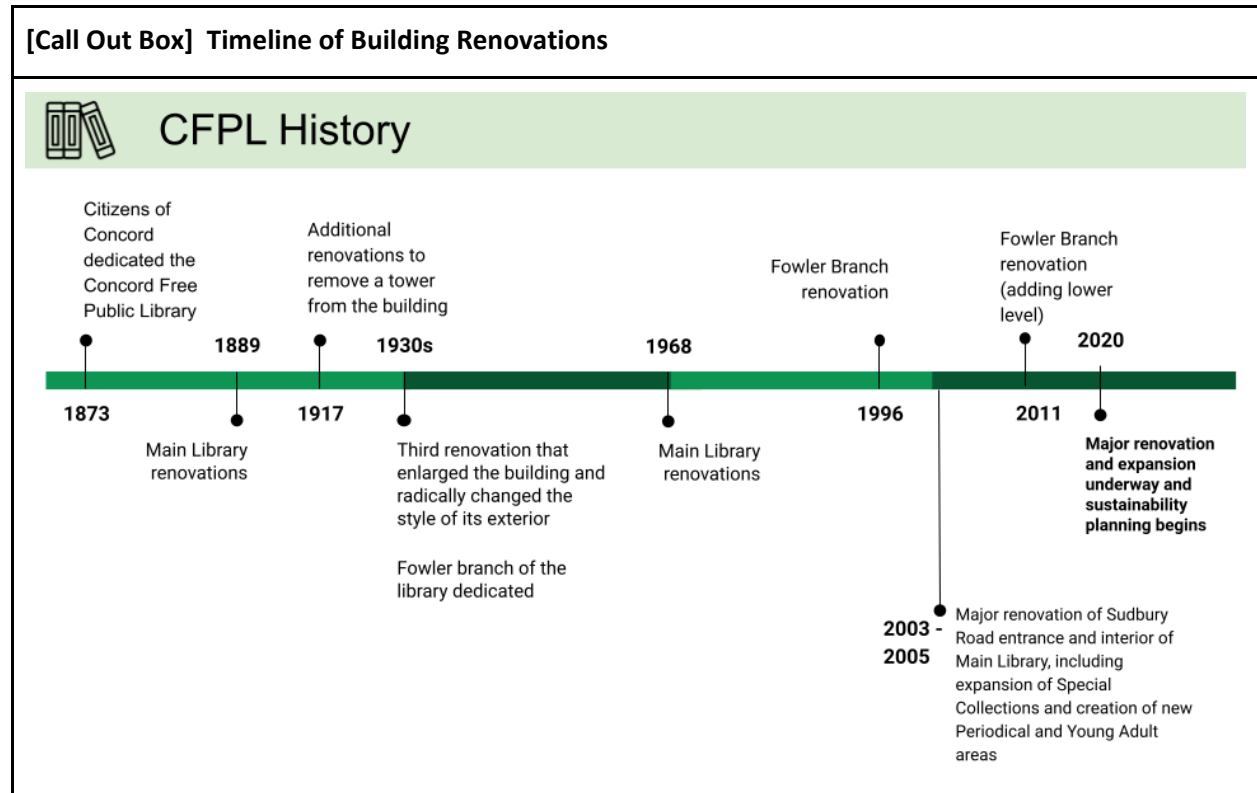 [Call Out Box]  Timeline of Building Renovations
CFPL History
Citizens of
Concord
dedicated the
Concord Free
Public Library
1873
1889
Main Library
renovations
Additional
renovations to
remove a tower
from the building
1917
1930s
Third renovation that
enlarged the building and
radically changed the
style of its exterior
Fowler branch of the
library dedicated
1968
Main Library
renovations
Fowler Branch
renovation
1996
2003 -
2005
Major renovation of Sudbury
Road entrance and interior of
Main Library, including
expansion of Special
Collections and creation of new
Periodical and Young Adult
areas
Fowler Branch
renovation
(adding lower
level)
2011
2020
Major renovation
and expansion
underway and
sustainability
planning begins